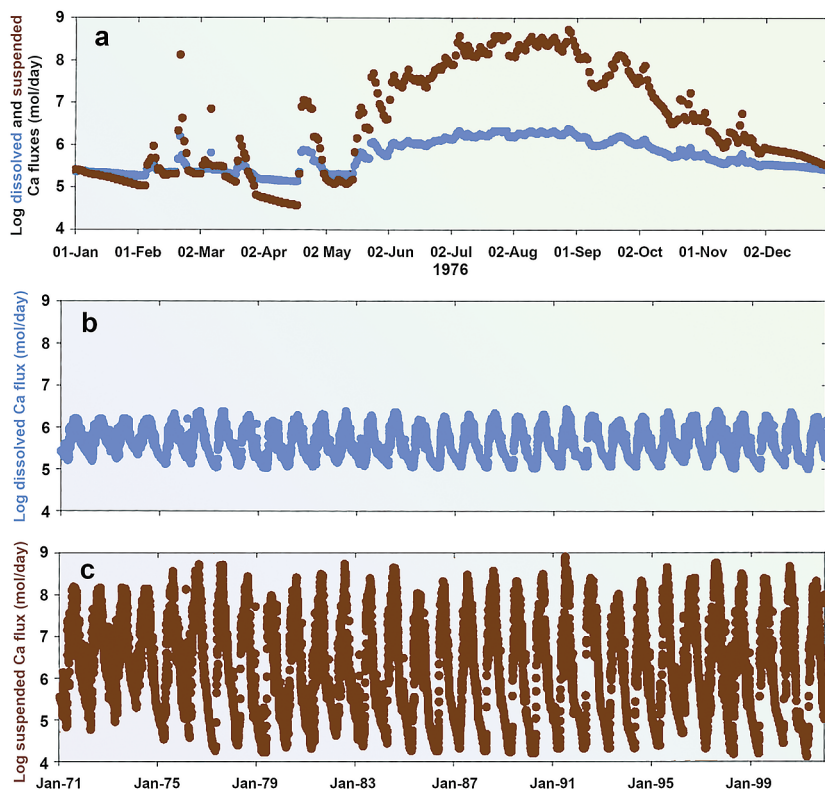 a
Log dissolved and suspended
Ca fluxes (mol/day)
9
8
7
6
5
4
01-Jan 01-Feb 02-Mar 02-Apr 02 May 02-Jun 02-Jul 02-Aug 01-Sep 02-Oct 01-Nov 02-Dec
1976
b
Log dissolved Ca flux (mol/day)
9
8
7
6
5
4
c
Log suspended Ca flux (mol/day)
9
8
7
6
5
4
Jan-71 Jan-75 Jan-79 Jan-83 Jan-87 Jan-91 Jan-95 Jan-99